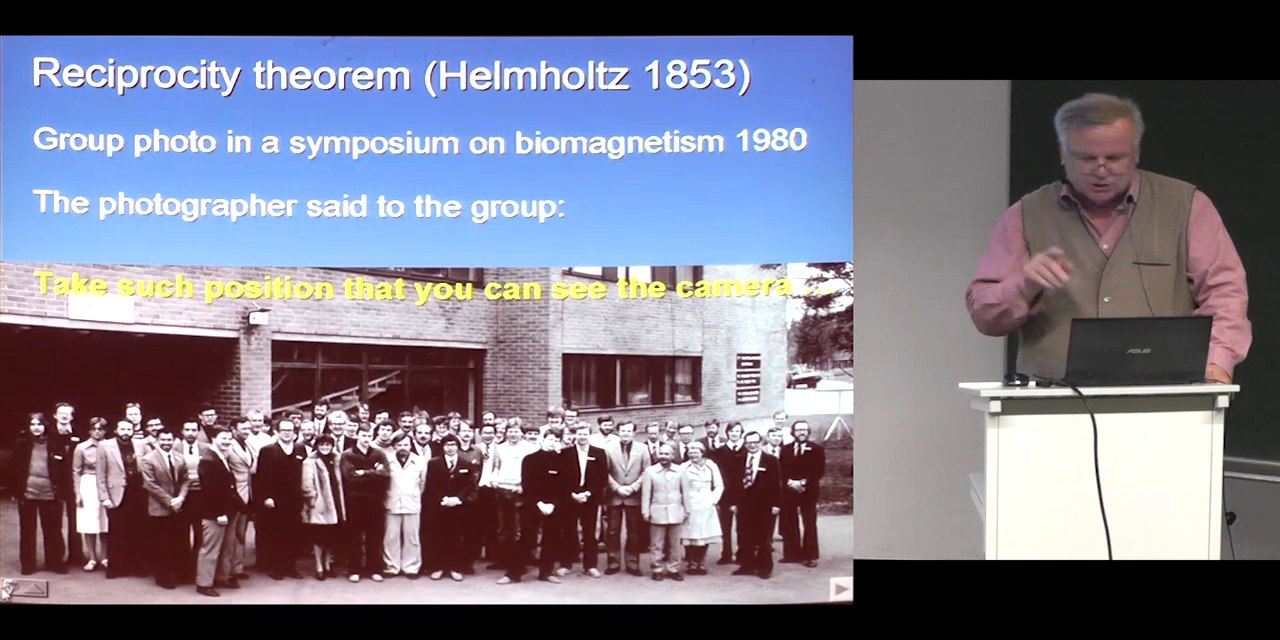 Reciprocity theorem (Helmholtz 1853)
Group photo in a symposium on biomagnetism 1980
The photographer said to the group:
Take such position that you can see the camera ...
ASUS